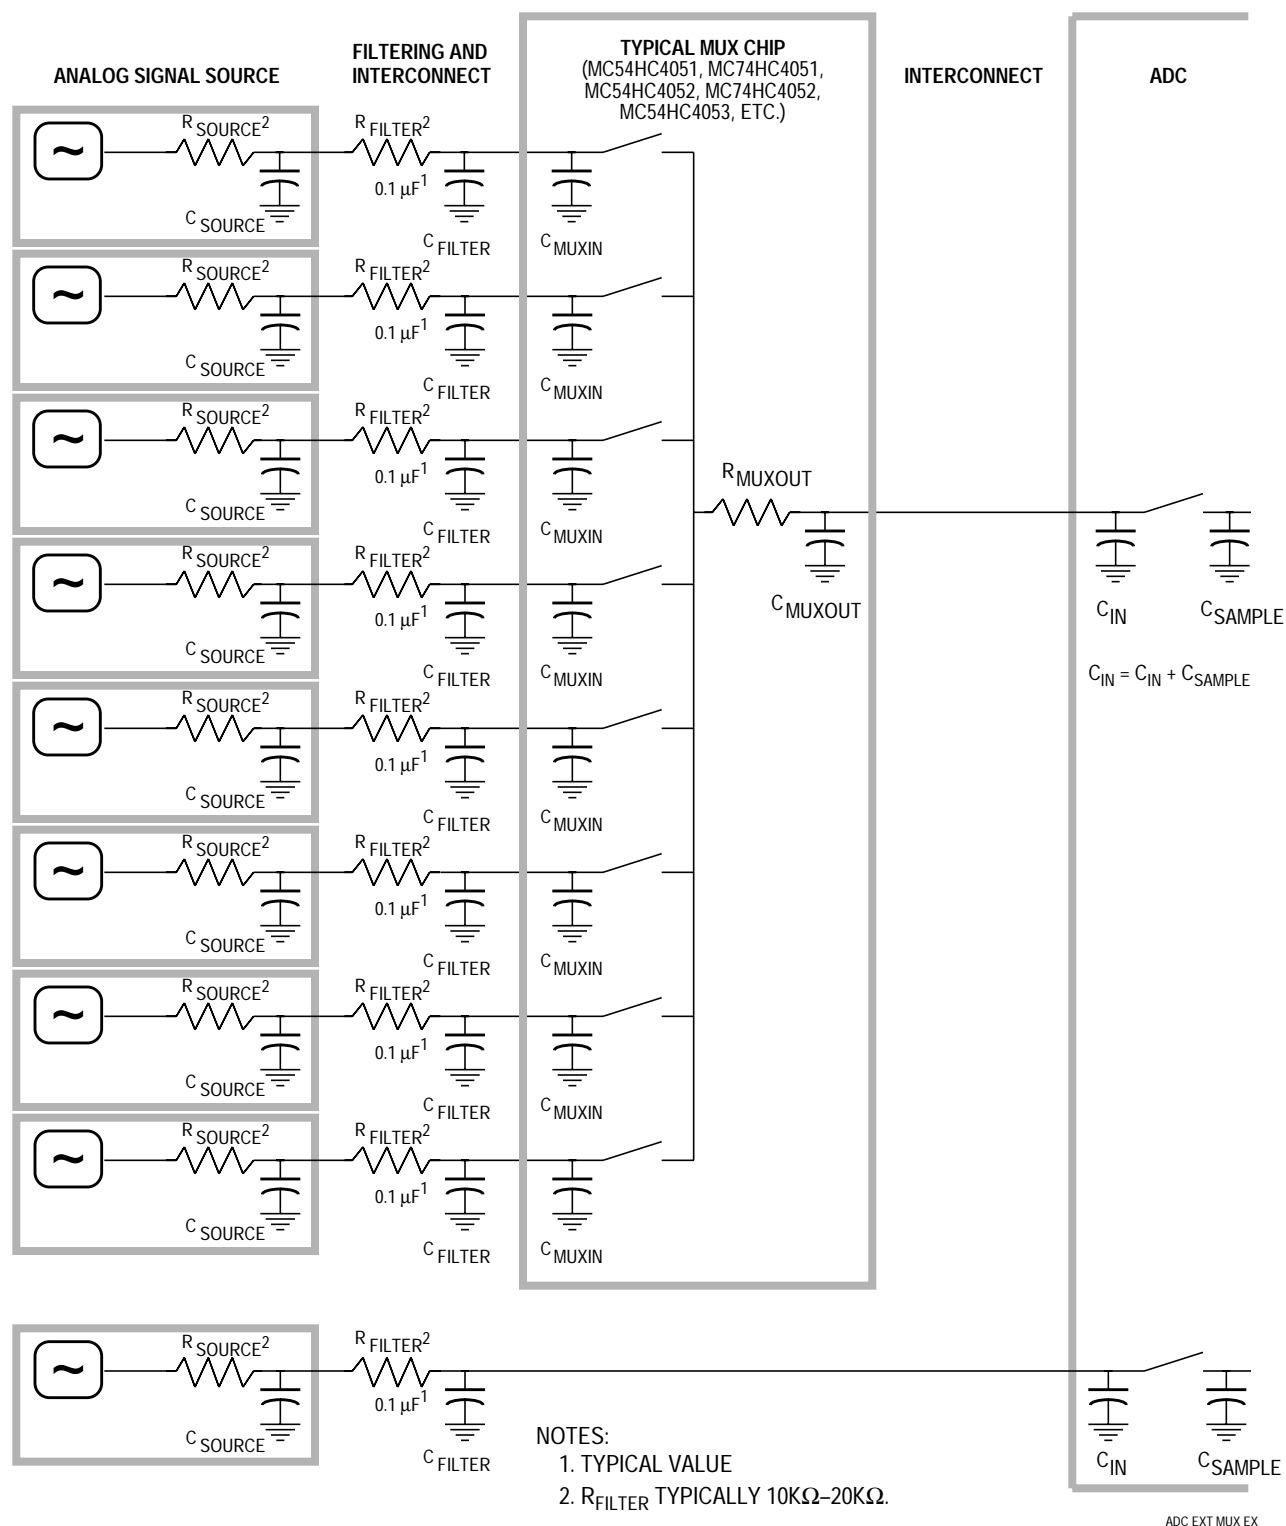 ANALOG SIGNAL SOURCE
FILTERING AND
INTERCONNECT
TYPICAL MUX CHIP
(MC54HC4051, MC74HC4051,
MC54HC4052, MC74HC4052,
MC54HC4053, ETC.)
INTERCONNECT
ADC
~ R SOURCE2 R FILTER2
0.1 µF1
C SOURCE C FILTER C MUXIN
~ R SOURCE2 R FILTER2
0.1 µF1
C SOURCE C FILTER C MUXIN
~ R SOURCE2 R FILTER2
0.1 µF1
C SOURCE C FILTER C MUXIN
RMUXOUT
~ R SOURCE2 R FILTER2
0.1 µF1
CMUXOUT CIN CSAMPLE
C SOURCE C FILTER C MUXIN
CIN = CIN + CSAMPLE
~ R SOURCE2 R FILTER2
0.1 µF1
C SOURCE C FILTER C MUXIN
~ R SOURCE2 R FILTER2
0.1 µF1
C SOURCE C FILTER C MUXIN
~ R SOURCE2 R FILTER2
0.1 µF1
C SOURCE C FILTER C MUXIN
~ R SOURCE2 R FILTER2
0.1 µF1
C SOURCE C FILTER C MUXIN
~ R SOURCE2 R FILTER2
0.1 µF1
C SOURCE C FILTER CIN CSAMPLE
NOTES:
1. TYPICAL VALUE
2. RFILTER TYPICALLY 10KΩ–20KΩ.
ADC EXT MUX EX